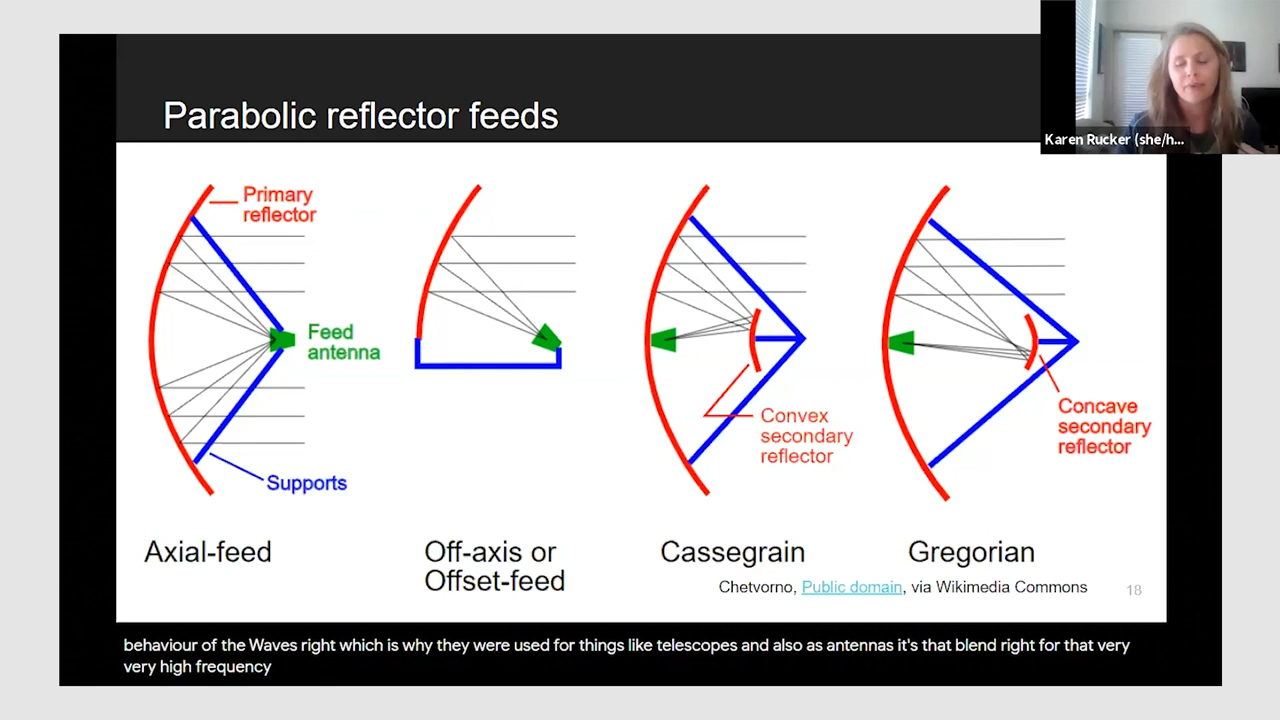 Parabolic reflector feeds
Karen Rucker (she/h...
Primary
reflector
Feed
antenna
Supports
Convex
secondary
reflector
Concave
secondary
reflector
Axial-feed
Off-axis or
Offset-feed
Cassegrain
Gregorian
Chetvorno, Public domain, via Wikimedia Commons
18
behaviour of the Waves right which is why they were used for things like telescopes and also as antennas it's that blend right for that very
very high frequency